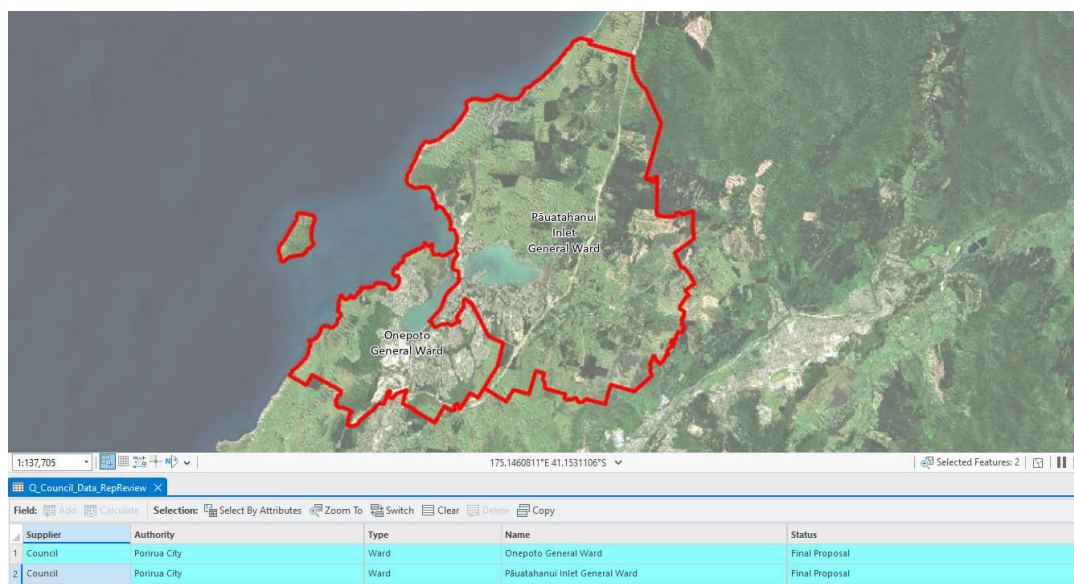 Pāuatahanui
Inlet
General Ward
Onepoto
General Ward
1:137,705
175.1460811°E 41.1531106°S
Selected Features: 2
Q_Council_Data_RepReview
Field: Add Calculate Selection: Select By Attributes Zoom To Switch Clear Delete Copy
Supplier Authority Type Name Status
1 Council Porirua City Ward Onepoto General Ward Final Proposal
2 Council Porirua City Ward Pāuatahanui Inlet General Ward Final Proposal